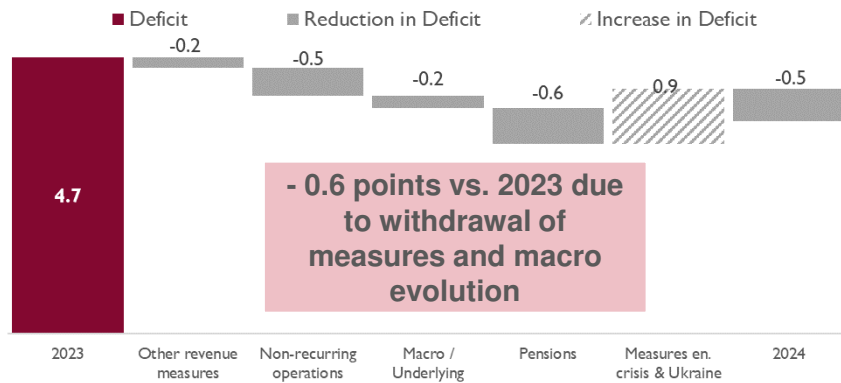 Deficit Reduction in Deficit Increase in Deficit
-0.2
-0.5
-0.2
-0.6
0.9
-0.5
4.7
- 0.6 points vs. 2023 due
to withdrawal of
measures and macro
evolution
2023
Other revenue
measures
Non-recurring
operations
Macro /
Underlying
Pensions
Measures en.
crisis & Ukraine
2024